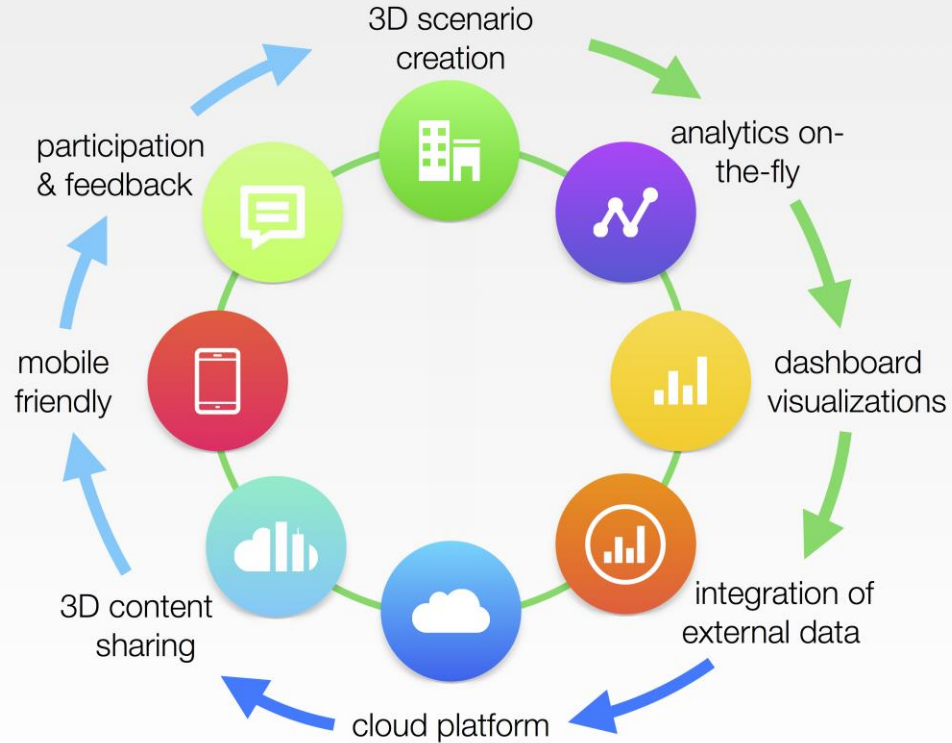 3D scenario
creation
analytics on-
the-fly
dashboard
visualizations
integration of
external data
cloud platform
3D content
sharing
mobile
friendly
participation
& feedback